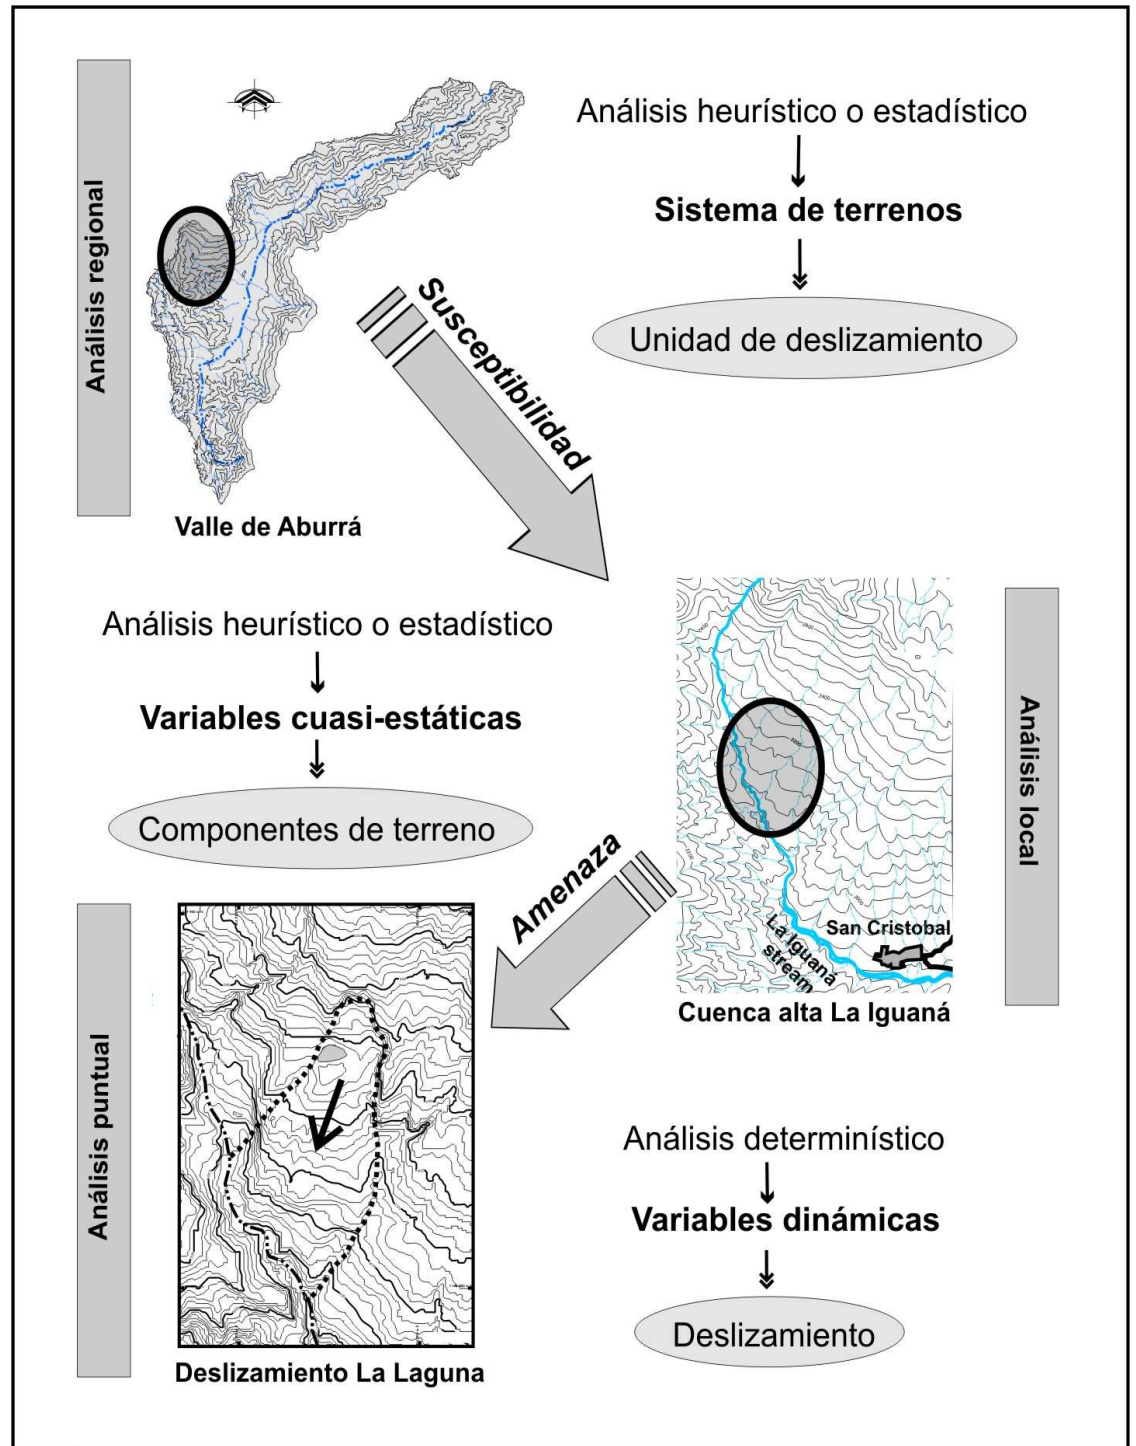 Análisis regional
Análisis heurístico o estadístico
Sistema de terrenos
Unidad de deslizamiento
Susceptibilidad
Valle de Aburrá
Análisis heurístico o estadístico
Variables cuasi-estáticas
Componentes de terreno
Análisis local
San Cristobal
La Iguaná
stream
Cuenca alta La Iguaná
Amenaza
Análisis puntual
Deslizamiento La Laguna
Análisis determinístico
Variables dinámicas
Deslizamiento